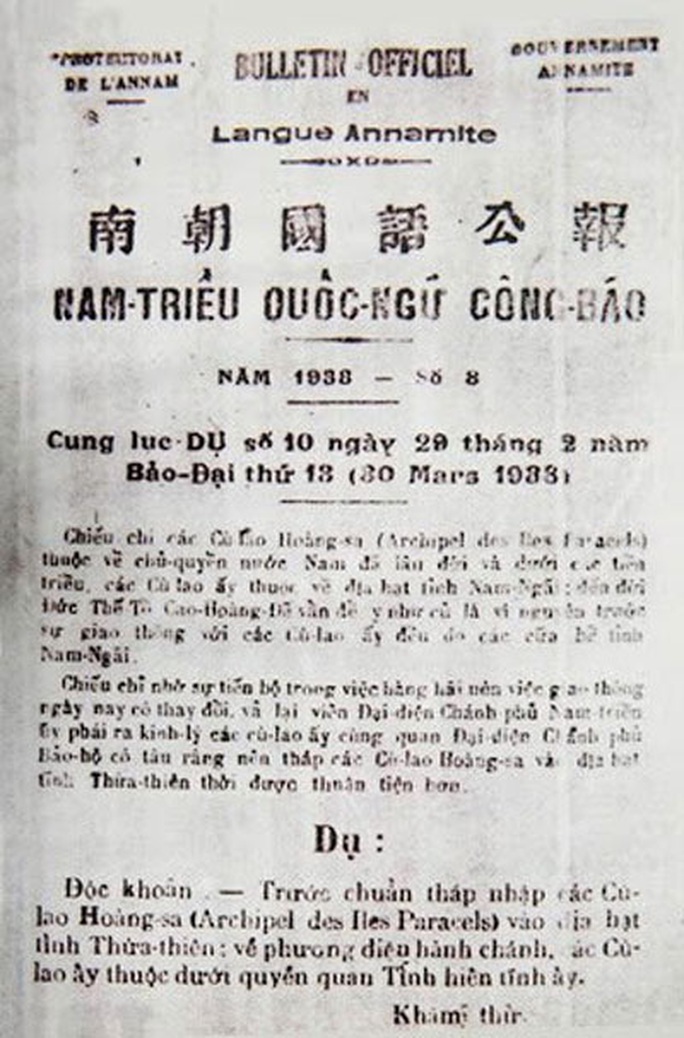 PROTECTORAT
DE L'ANNAM
BULLETIN OFFICIEL
EN
Langue Annamite
GOUVERNEMENT
ANNAMITE
南朝國語公報
NAM-TRIỀU QUỐC-NGỮ CÔNG-BÁO
NĂM 1938 — Số 8
Cung lục DỤ số 10 ngày 29 tháng 2 năm
Bảo-Đại thứ 13 (30 Mars 1938)
Chiếu chi các Cù lao Hoàng-sa (Archipel des Iles Paracels)
thuộc về chủ-quyền nước Nam đã lâu đời và dưới các tiền
triều, các Cù lao ấy thuộc về địa hạt tỉnh Nam-Ngãi ; đến đời
Đức Thế Tổ Cao-Hoàng-Đế vẫn để y như cũ là vì nguyên trước
sự giao thông với các Cù-lao ấy đều do các cửa bể tỉnh
Nam-Ngãi.
Chiếu chi nhờ sự tiến bộ trong việc hàng hải nên việc giao thông
ngày nay có thay đổi, vả lại viên Đại-diện Chánh phủ Nam-triều
ủy phái ra kinh-lý các cù-lao ấy cùng quan Đại-diện Chánh phủ
Bảo-hộ có tâu rằng nên tháp các Cù-lao Hoàng-sa vào địa hạt
tỉnh Thừa-thiên thời được thuận tiện hơn.
Dụ :
Độc khoản . — Trước chuẩn tháp nhập các Cù-
lao Hoàng-sa (Archipel des Iles Paracels) vào địa hạt
tỉnh Thừa-thiên ; về phương diện hành chánh, các Cù-
lao ấy thuộc dưới quyền quan Tỉnh hiến tỉnh ấy.
Khâm thử.